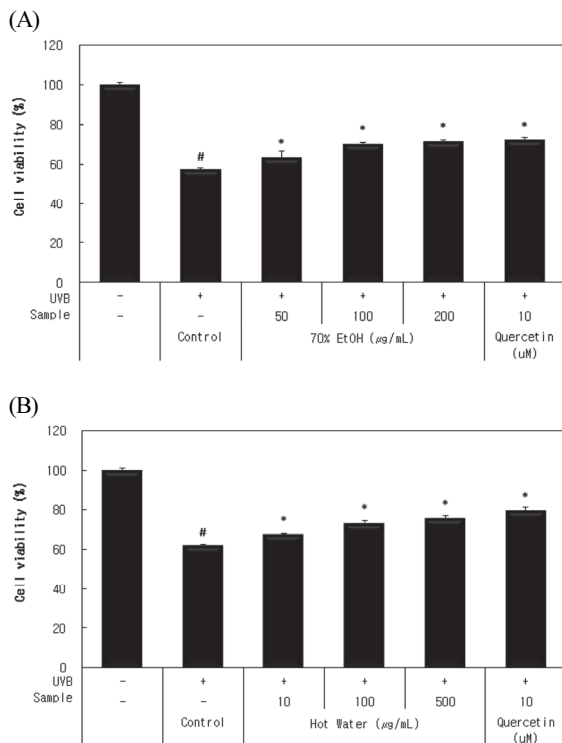 (A)
120
100
80
60
40
20
0
Cell viability (%)
#
*
*
*
*
UVB - + + + + +
Sample - - 50 100 200 10
Control 70% EtOH (㎍/mL) Quercetin
(uM)
(B)
120
100
80
60
40
20
0
Cell viability (%)
#
*
*
*
*
UVB - + + + + +
Sample - - 10 100 500 10
Control Hot Water (㎍/mL) Quercetin
(uM)